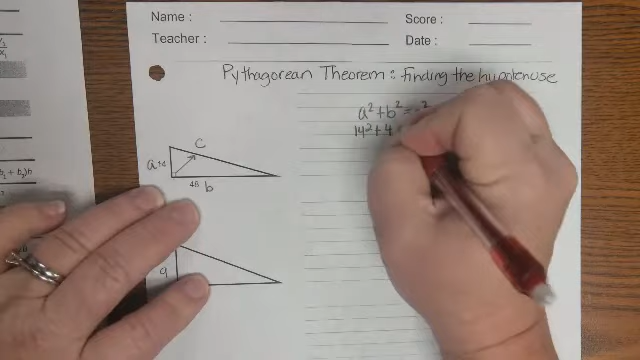 Name :
Score :
Teacher :
Date :
Pythagorean Theorem : Finding the hypotenuse
a² + b² = c²
14² + 4
c
a 14
48 b
9